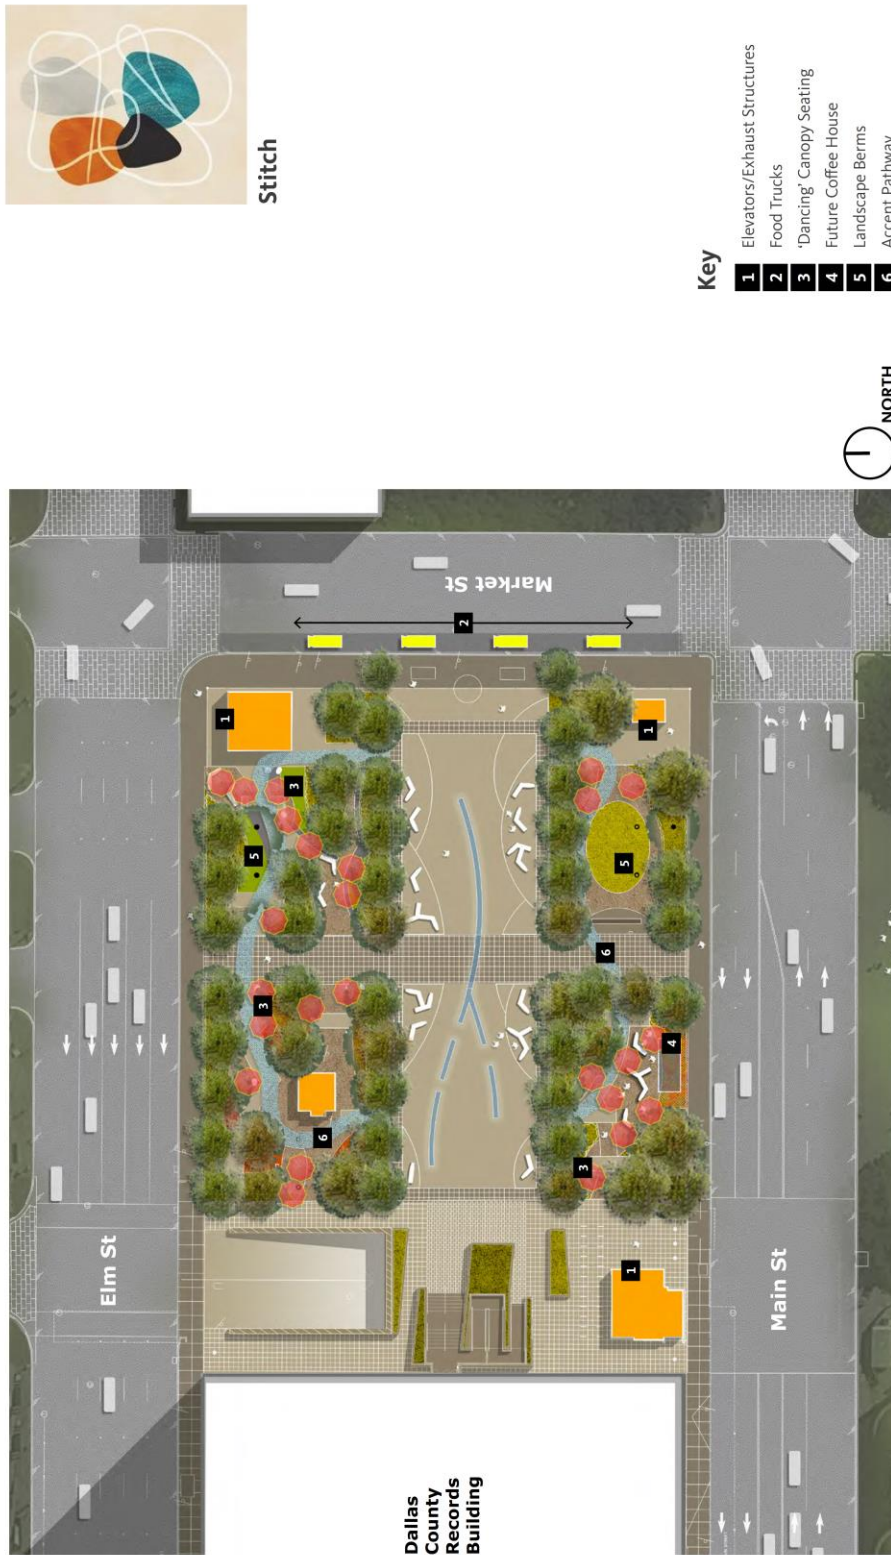 Stitch
Elm St
1
3
5
3
6
Dallas
County
Records
Building
2
Market St
3
6
5
1
1
4
Main St
Key
1 Elevators/Exhaust Structures
2 Food Trucks
3 'Dancing' Canopy Seating
4 Future Coffee House
5 Landscape Berms
6 Accent Pathway
NORTH